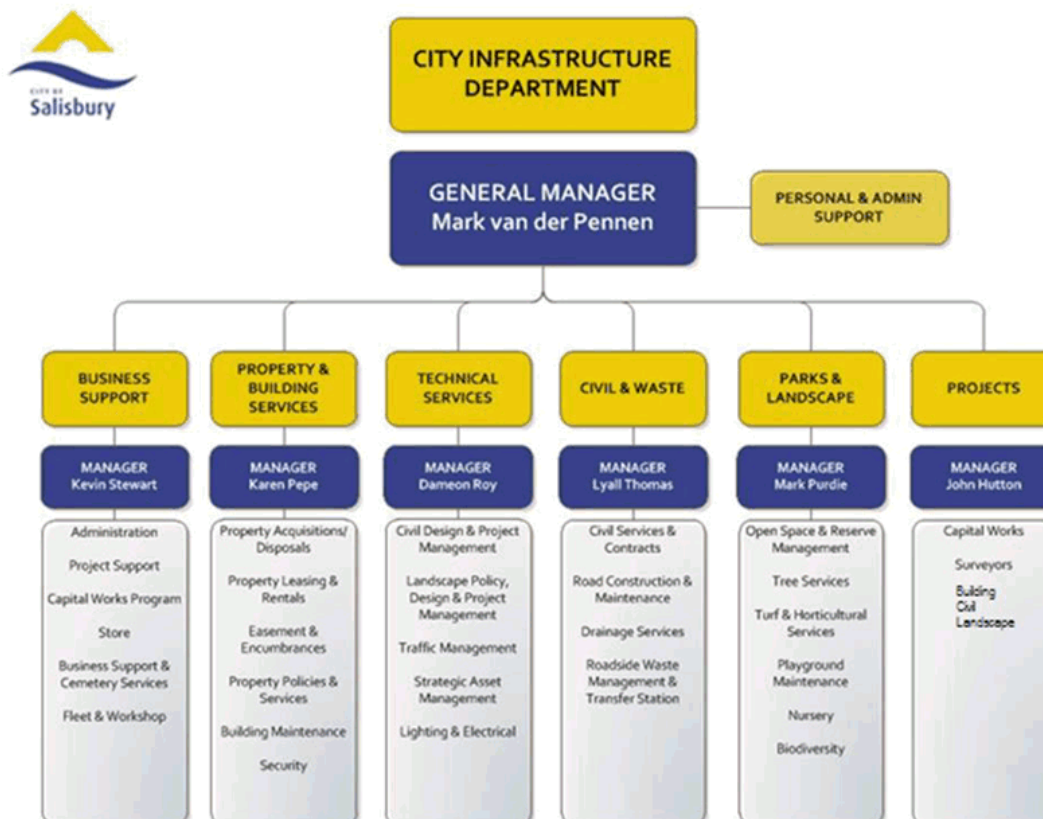 CITY OF
Salisbury
CITY INFRASTRUCTURE
DEPARTMENT
GENERAL MANAGER
Mark van der Pennen
PERSONAL & ADMIN
SUPPORT
BUSINESS
SUPPORT
MANAGER
Kevin Stewart
Administration
Project Support
Capital Works Program
Store
Business Support &
Cemetery Services
Fleet & Workshop
PROPERTY &
BUILDING
SERVICES
MANAGER
Karen Pepe
Property Acquisitions/
Disposals
Property Leasing &
Rentals
Easement &
Encumbrances
Property Policies &
Services
Building Maintenance
Security
TECHNICAL
SERVICES
MANAGER
Dameon Roy
Civil Design & Project
Management
Landscape Policy,
Design & Project
Management
Traffic Management
Strategic Asset
Management
Lighting & Electrical
CIVIL & WASTE
MANAGER
Lyall Thomas
Civil Services &
Contracts
Road Construction &
Maintenance
Drainage Services
Roadside Waste
Management &
Transfer Station
PARKS &
LANDSCAPE
MANAGER
Mark Purdie
Open Space & Reserve
Management
Tree Services
Turf & Horticultural
Services
Playground
Maintenance
Nursery
Biodiversity
PROJECTS
MANAGER
John Hutton
Capital Works
Surveyors
Building
Civil
Landscape